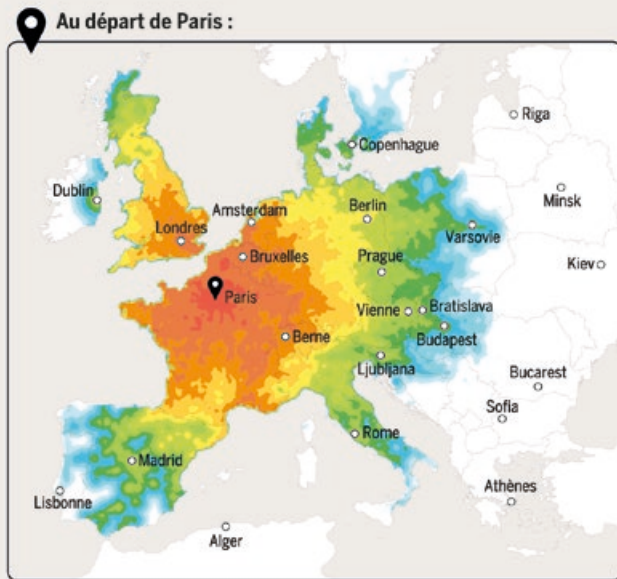 Au départ de Paris :
Riga
Copenhague
Dublin
Minsk
Amsterdam
Berlin
Londres
Varsovie
Bruxelles
Prague
Kiev
Paris
Vienne
Bratislava
Berne
Budapest
Ljubljana
Bucarest
Sofia
Rome
Madrid
Lisbonne
Athènes
Alger